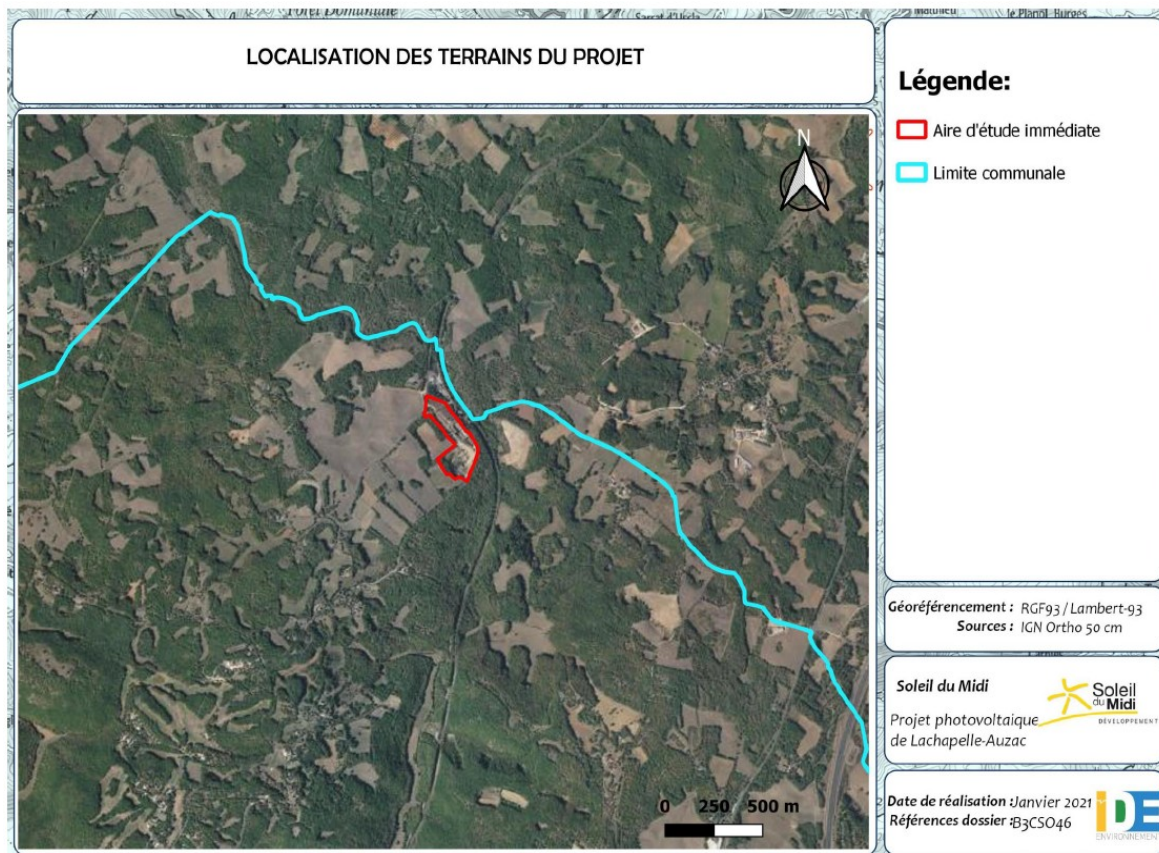 LOCALISATION DES TERRAINS DU PROJET
N
0 250 500 m
Légende:
Aire d'étude immédiate
Limite communale
Géoréférencement : RGF93 / Lambert-93
Sources : IGN Ortho 50 cm
Soleil du Midi
Projet photovoltaique
de Lachapelle-Auzac
Soleil
du Midi
DÉVELOPPEMENT
Date de réalisation :Janvier 2021
Références dossier :B3CSO46
iDE
ENVIRONNEMENT